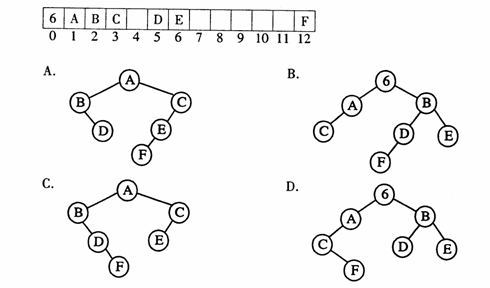 6 A B C D E F
0 1 2 3 4 5 6 7 8 9 10 11 12
A. B.
A 6
B C A B
D E C D E
F F
C. D.
A 6
B C A B
D E C D E
F F